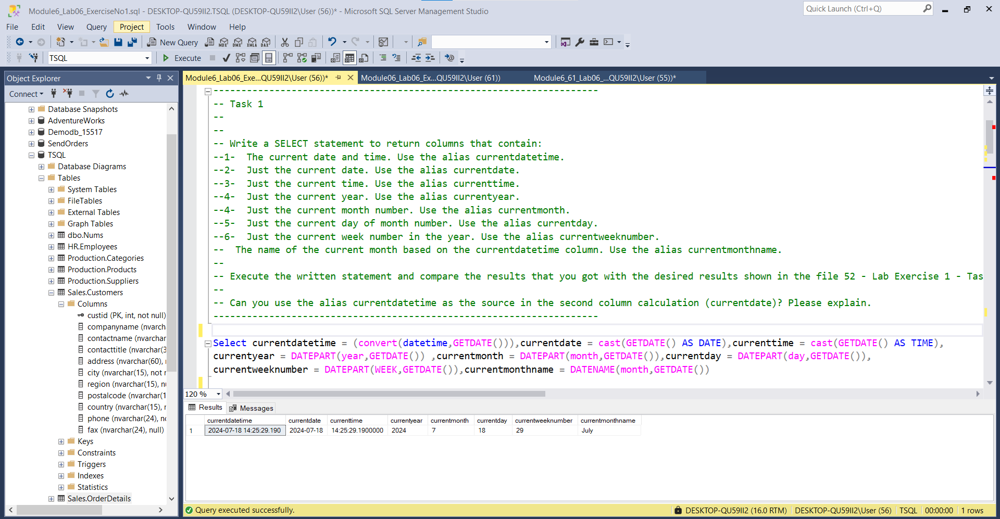 Module6_Lab06_ExerciseNo1.sql - DESKTOP-QU59II2.TSQL (DESKTOP-QU59II2\User (56))* - Microsoft SQL Server Management Studio
Quick Launch (Ctrl+Q)
File Edit View Query Project Tools Window Help
New Query
MDX DMX XMLA DAX
TSQL
Execute
Object Explorer
Connect
Database Snapshots
AdventureWorks
Demodb_15517
SendOrders
TSQL
Database Diagrams
Tables
System Tables
FileTables
External Tables
Graph Tables
dbo.Nums
HR.Employees
Production.Categories
Production.Products
Production.Suppliers
Sales.Customers
Columns
custid (PK, int, not null)
companyname (nvarch
contactname (nvarchar
contacttitle (nvarchar(3
address (nvarchar(60), 
city (nvarchar(15), not r
region (nvarchar(15), nu
postalcode (nvarchar(1
country (nvarchar(15), r
phone (nvarchar(24), no
fax (nvarchar(24), null)
Keys
Constraints
Triggers
Indexes
Statistics
Sales.OrderDetails
Module6_Lab06_Exe...QU59II2\User (56))* Module06_Lab06_Ex...QU59II2\User (61)) Module6_61_Lab06_...QU59II2\User (55))*
---------------------------------------------------------------------
-- Task 1
--
--
-- Write a SELECT statement to return columns that contain:
--1-  The current date and time. Use the alias currentdatetime.
--2-  Just the current date. Use the alias currentdate.
--3-  Just the current time. Use the alias currenttime.
--4-  Just the current year. Use the alias currentyear.
--4-  Just the current month number. Use the alias currentmonth.
--5-  Just the current day of month number. Use the alias currentday.
--6-  Just the current week number in the year. Use the alias currentweeknumber.
--  The name of the current month based on the currentdatetime column. Use the alias currentmonthname.
--
-- Execute the written statement and compare the results that you got with the desired results shown in the file 52 - Lab Exercise 1 - Tas
--
-- Can you use the alias currentdatetime as the source in the second column calculation (currentdate)? Please explain.
---------------------------------------------------------------------
Select currentdatetime = (convert(datetime,GETDATE())),currentdate = cast(GETDATE() AS DATE),currenttime = cast(GETDATE() AS TIME),
currentyear = DATEPART(year,GETDATE()) ,currentmonth = DATEPART(month,GETDATE()),currentday = DATEPART(day,GETDATE()),
currentweeknumber = DATEPART(WEEK,GETDATE()),currentmonthname = DATENAME(month,GETDATE())
120 %
Results Messages
currentdatetime currentdate currenttime currentyear currentmonth currentday currentweeknumber currentmonthname
1 2024-07-18 14:25:29.190 2024-07-18 14:25:29.1900000 2024 7 18 29 July
Query executed successfully. DESKTOP-QU59II2 (16.0 RTM) DESKTOP-QU59II2\User (56) TSQL 00:00:00 1 rows